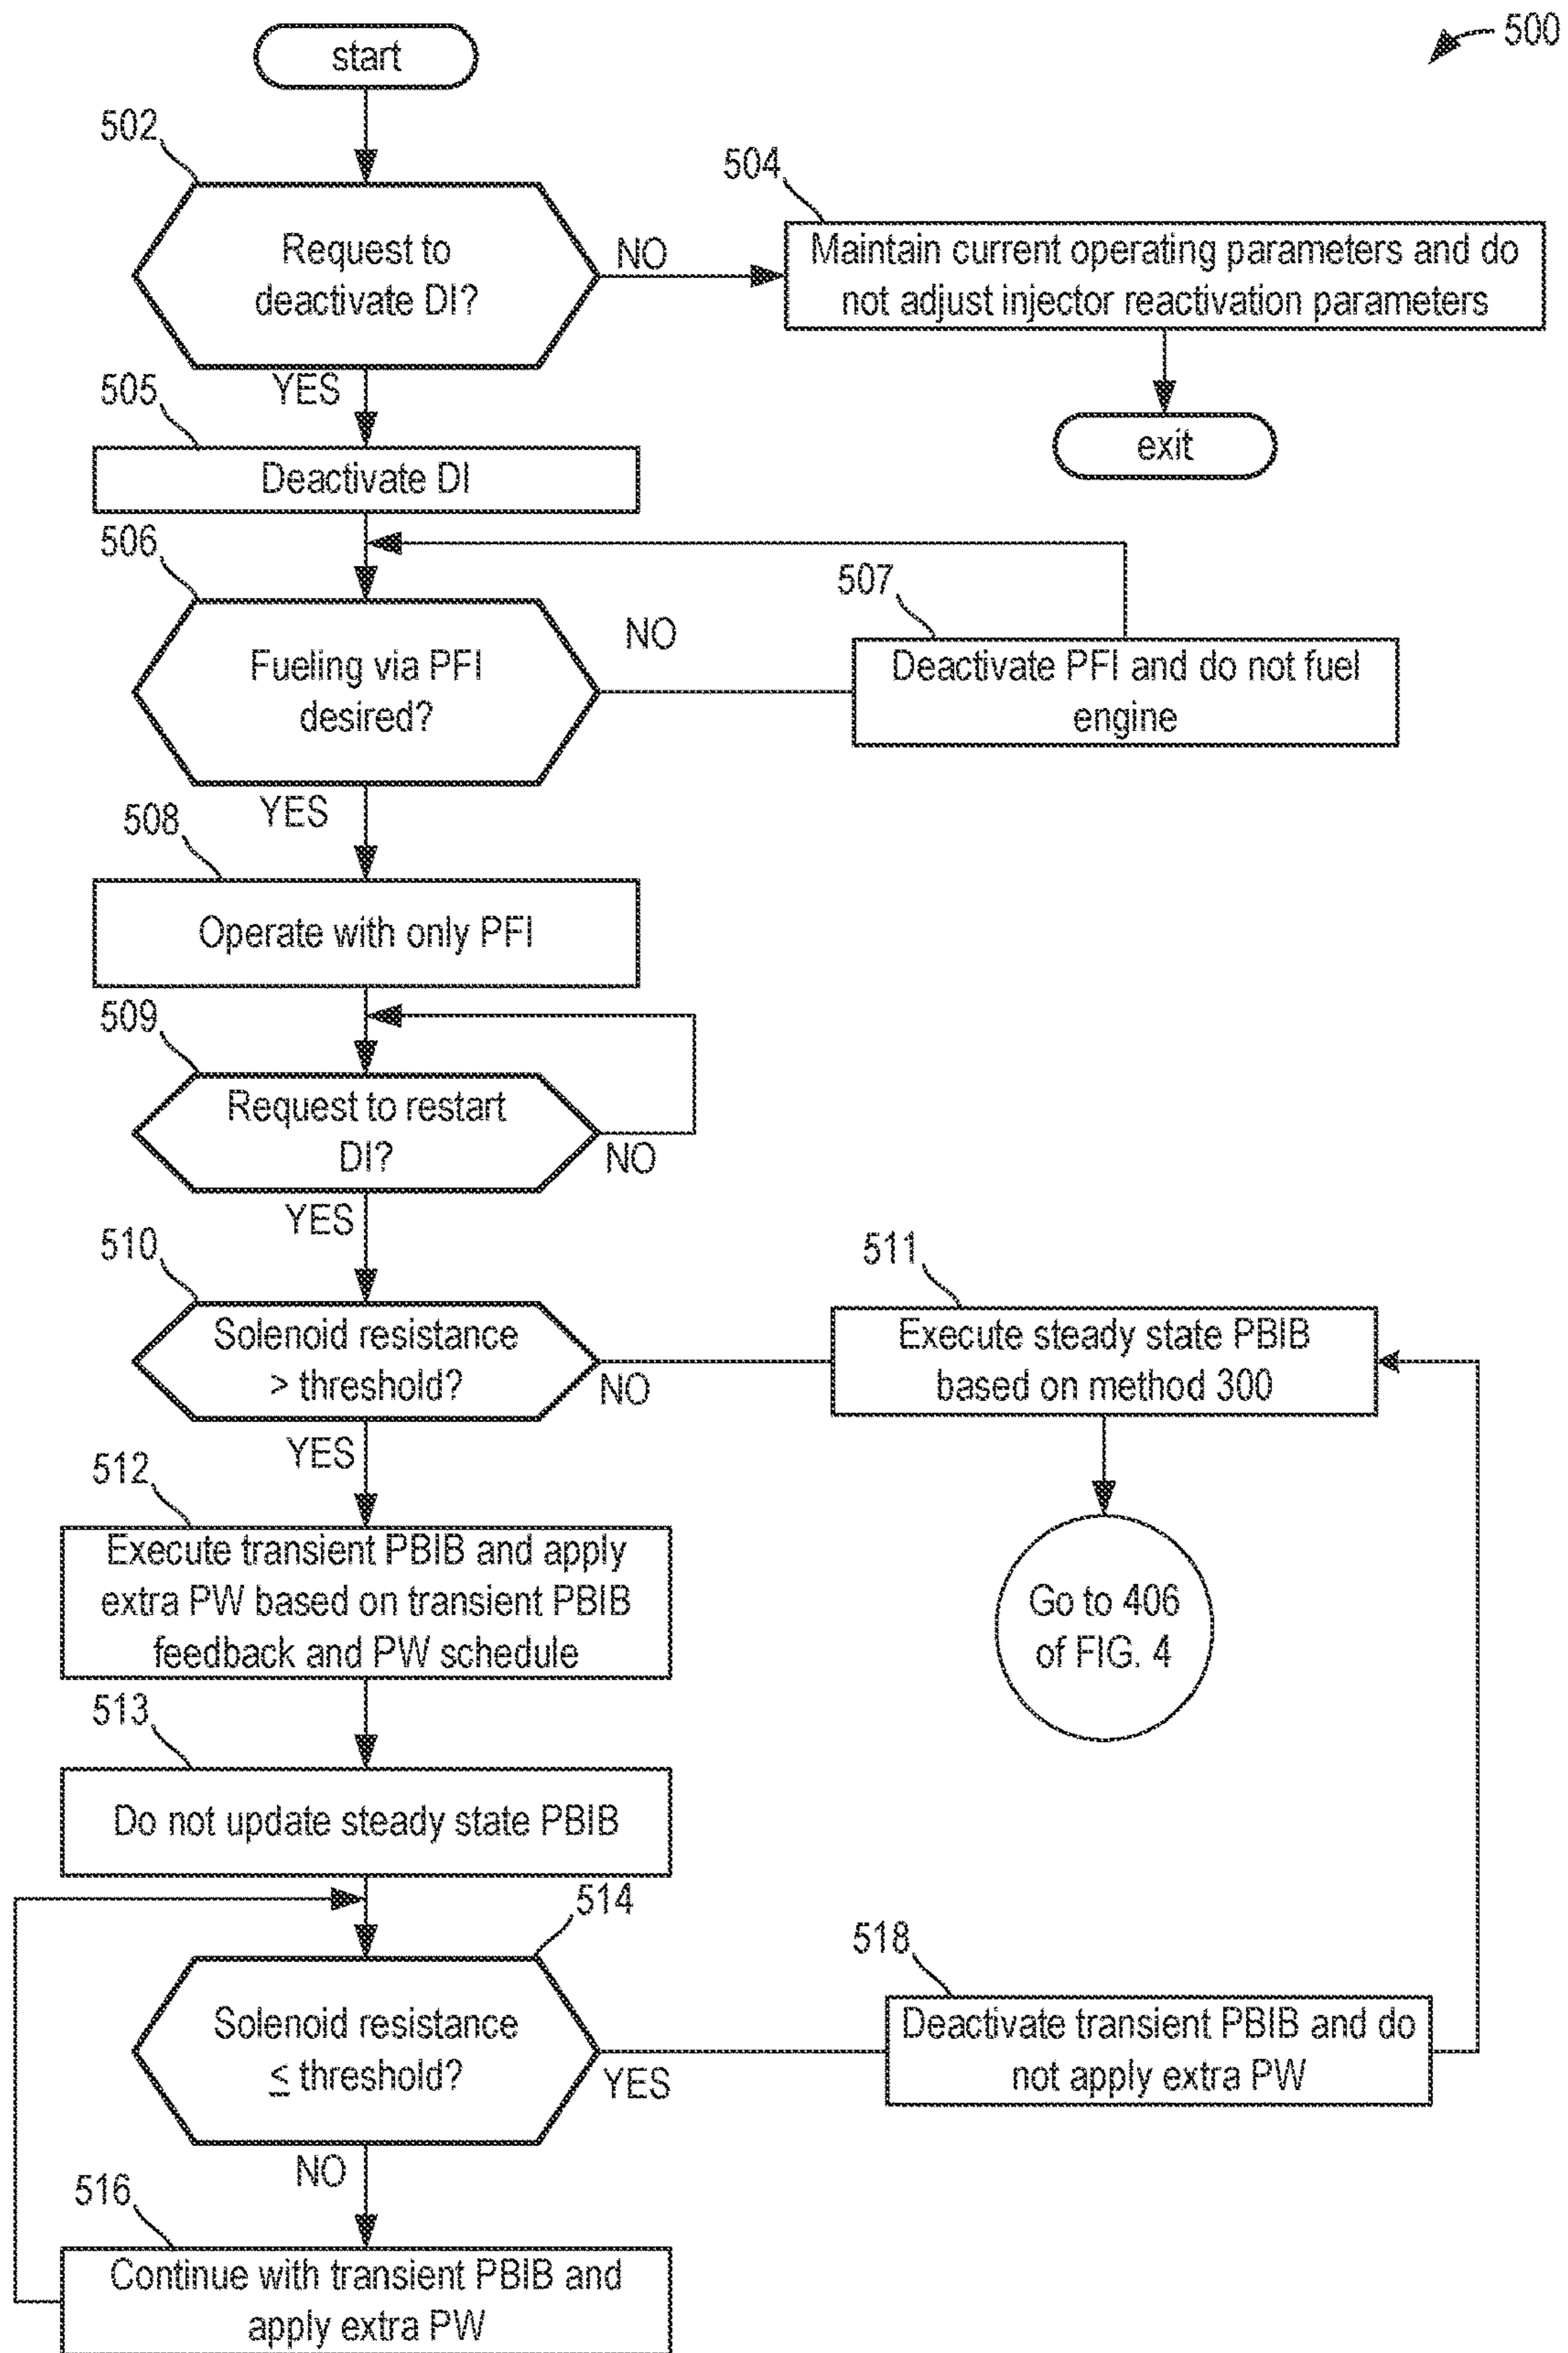 500
start
502
Request to
deactivate DI?
NO
504
Maintain current operating parameters and do
not adjust injector reactivation parameters
exit
YES
505
Deactivate DI
506
Fueling via PFI
desired?
NO
507
Deactivate PFI and do not fuel
engine
YES
508
Operate with only PFI
509
Request to restart
DI?
NO
YES
510
Solenoid resistance
> threshold?
NO
511
Execute steady state PBIB
based on method 300
Go to 406
of FIG. 4
YES
512
Execute transient PBIB and apply
extra PW based on transient PBIB
feedback and PW schedule
513
Do not update steady state PBIB
514
Solenoid resistance
≤ threshold?
YES
518
Deactivate transient PBIB and do
not apply extra PW
NO
516
Continue with transient PBIB and
apply extra PW